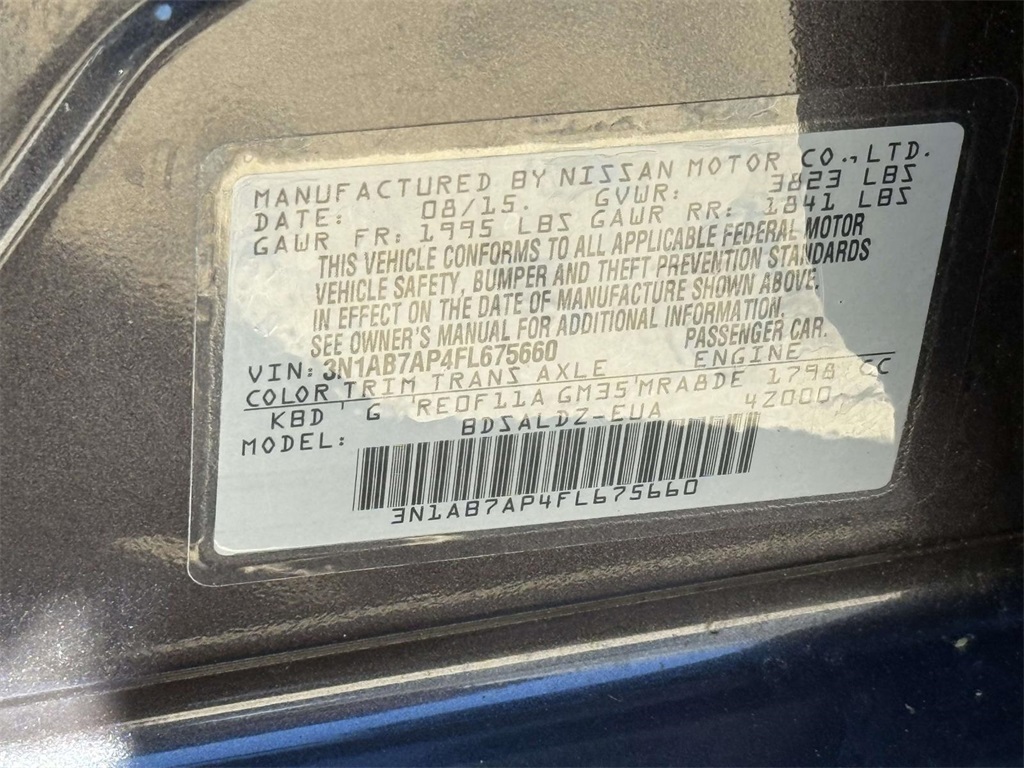 MANUFACTURED BY NISSAN MOTOR CO.,LTD.
DATE: 08/15. GVWR: 3823 LBS
GAWR FR: 1995 LBS GAWR RR: 1841 LBS
THIS VEHICLE CONFORMS TO ALL APPLICABLE FEDERAL MOTOR
VEHICLE SAFETY, BUMPER AND THEFT PREVENTION STANDARDS
IN EFFECT ON THE DATE OF MANUFACTURE SHOWN ABOVE.
SEE OWNER'S MANUAL FOR ADDITIONAL INFORMATION.
VIN: 3N1AB7AP4FL675660 PASSENGER CAR.
COLOR TRIM TRANS AXLE ENGINE
KBD G RE0F11A GM35 MRA8DE 1798 CC
MODEL: BDSALDZ-EUA 4Z000
3N1AB7AP4FL675660